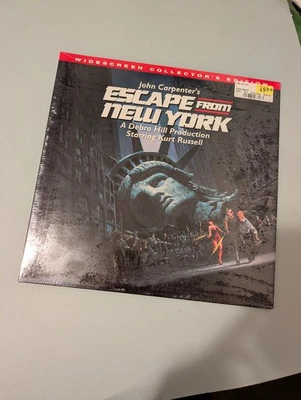 WIDESCREEN COLLECTOR'S EDITION
John Carpenter's
ESCAPE FROM
NEW YORK
A Debra Hill Production
Starring Kurt Russell